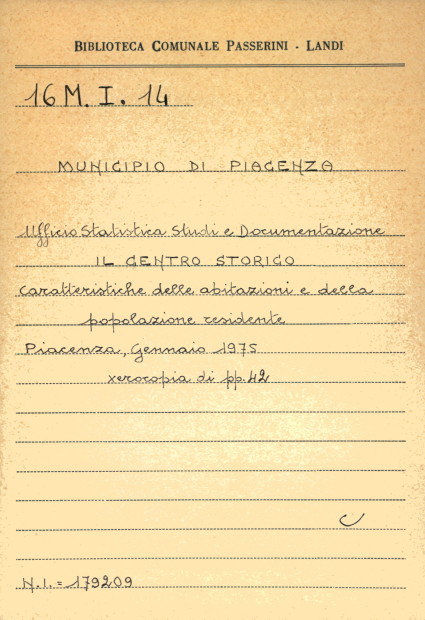 BIBLIOTECA COMUNALE PASSERINI - LANDI
16 M. I. 14
MUNICIPIO DI PIACENZA
Ufficio Statistica Studi e Documentazione
IL CENTRO STORICO
Caratteristiche delle abitazioni e della
popolazione residente
Piacenza, Gennaio 1975
xerocopia di pp. 42
N.I. = 179209